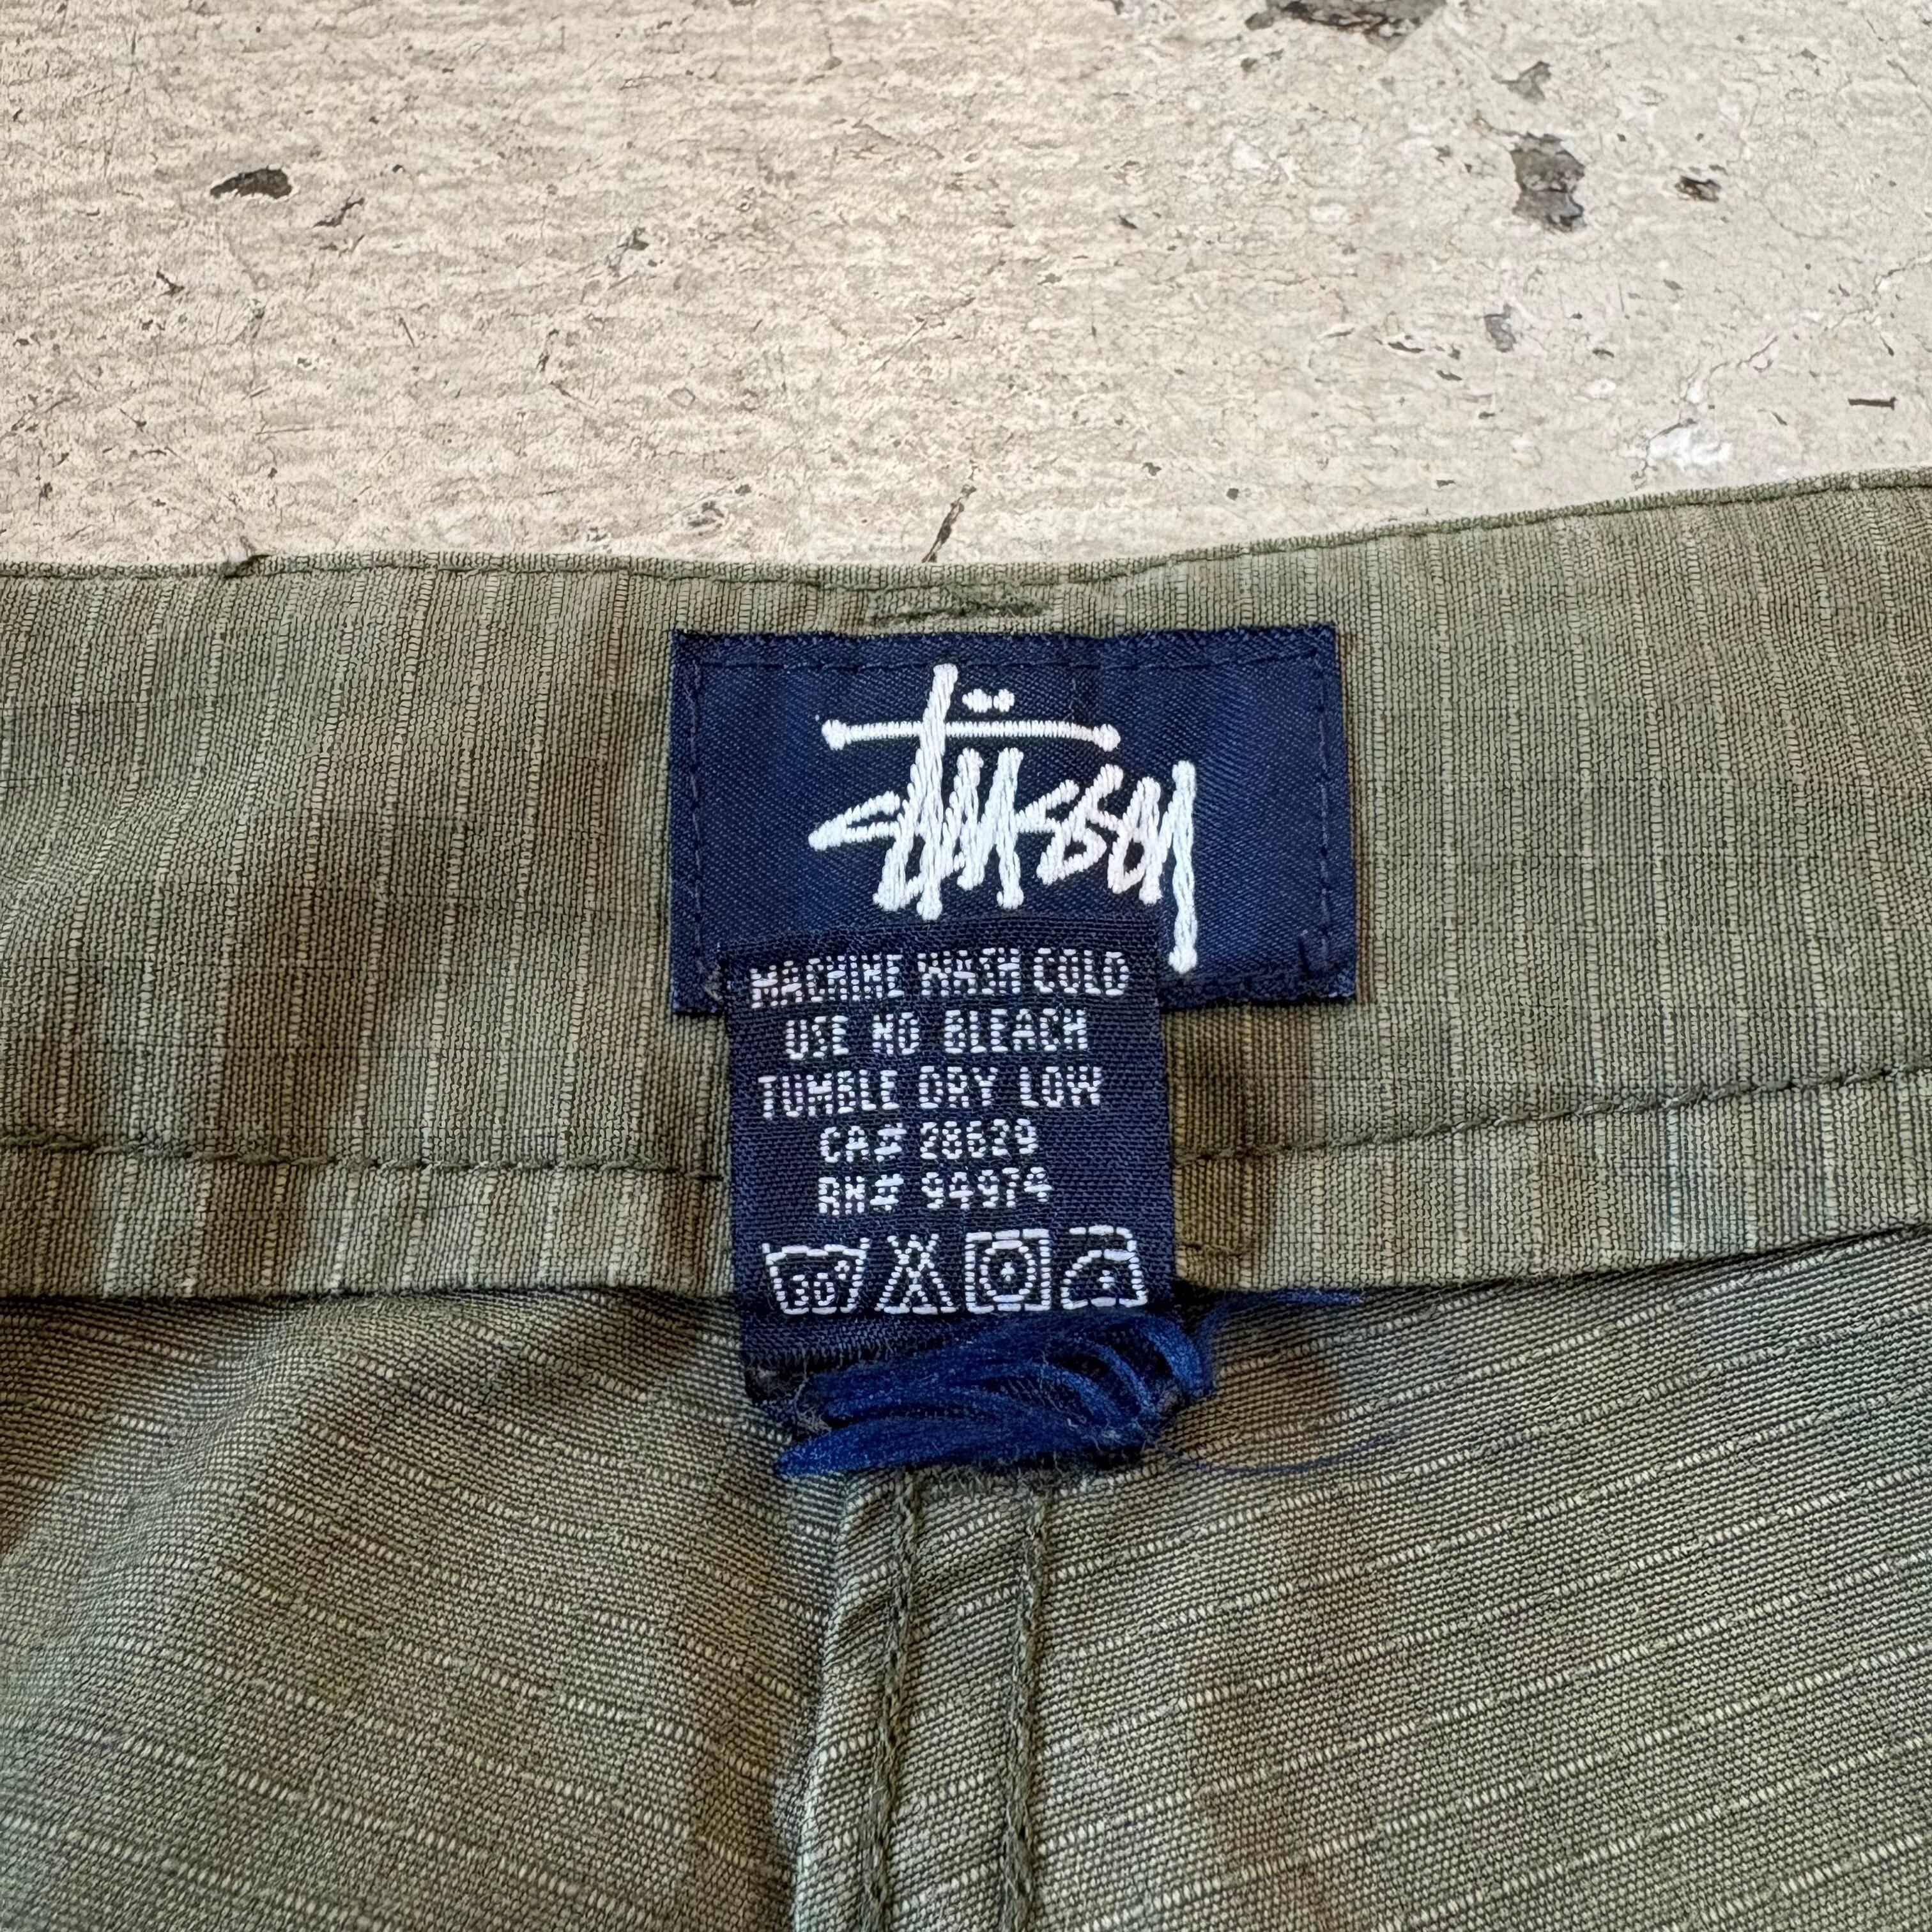 Stüssy
MACHINE WASH COLD
USE NO BLEACH
TUMBLE DRY LOW
CA# 28629
RN# 94974
30°